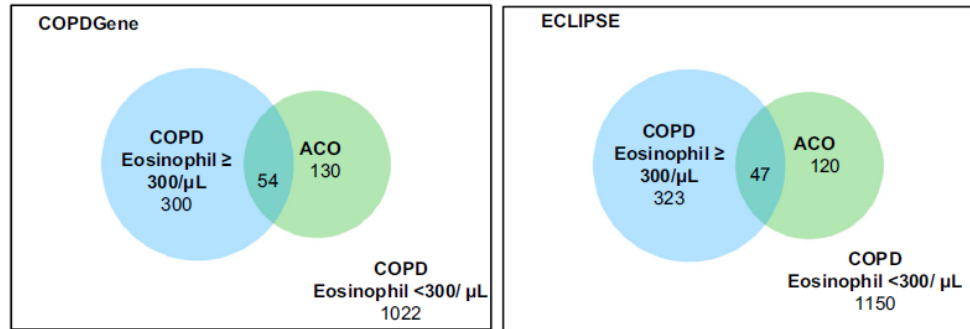 COPDGene
COPD
Eosinophil ≥
300/µL
300
54
ACO
130
COPD
Eosinophil <300/ µL
1022
ECLIPSE
COPD
Eosinophil ≥
300/µL
323
47
ACO
120
COPD
Eosinophil <300/ µL
1150